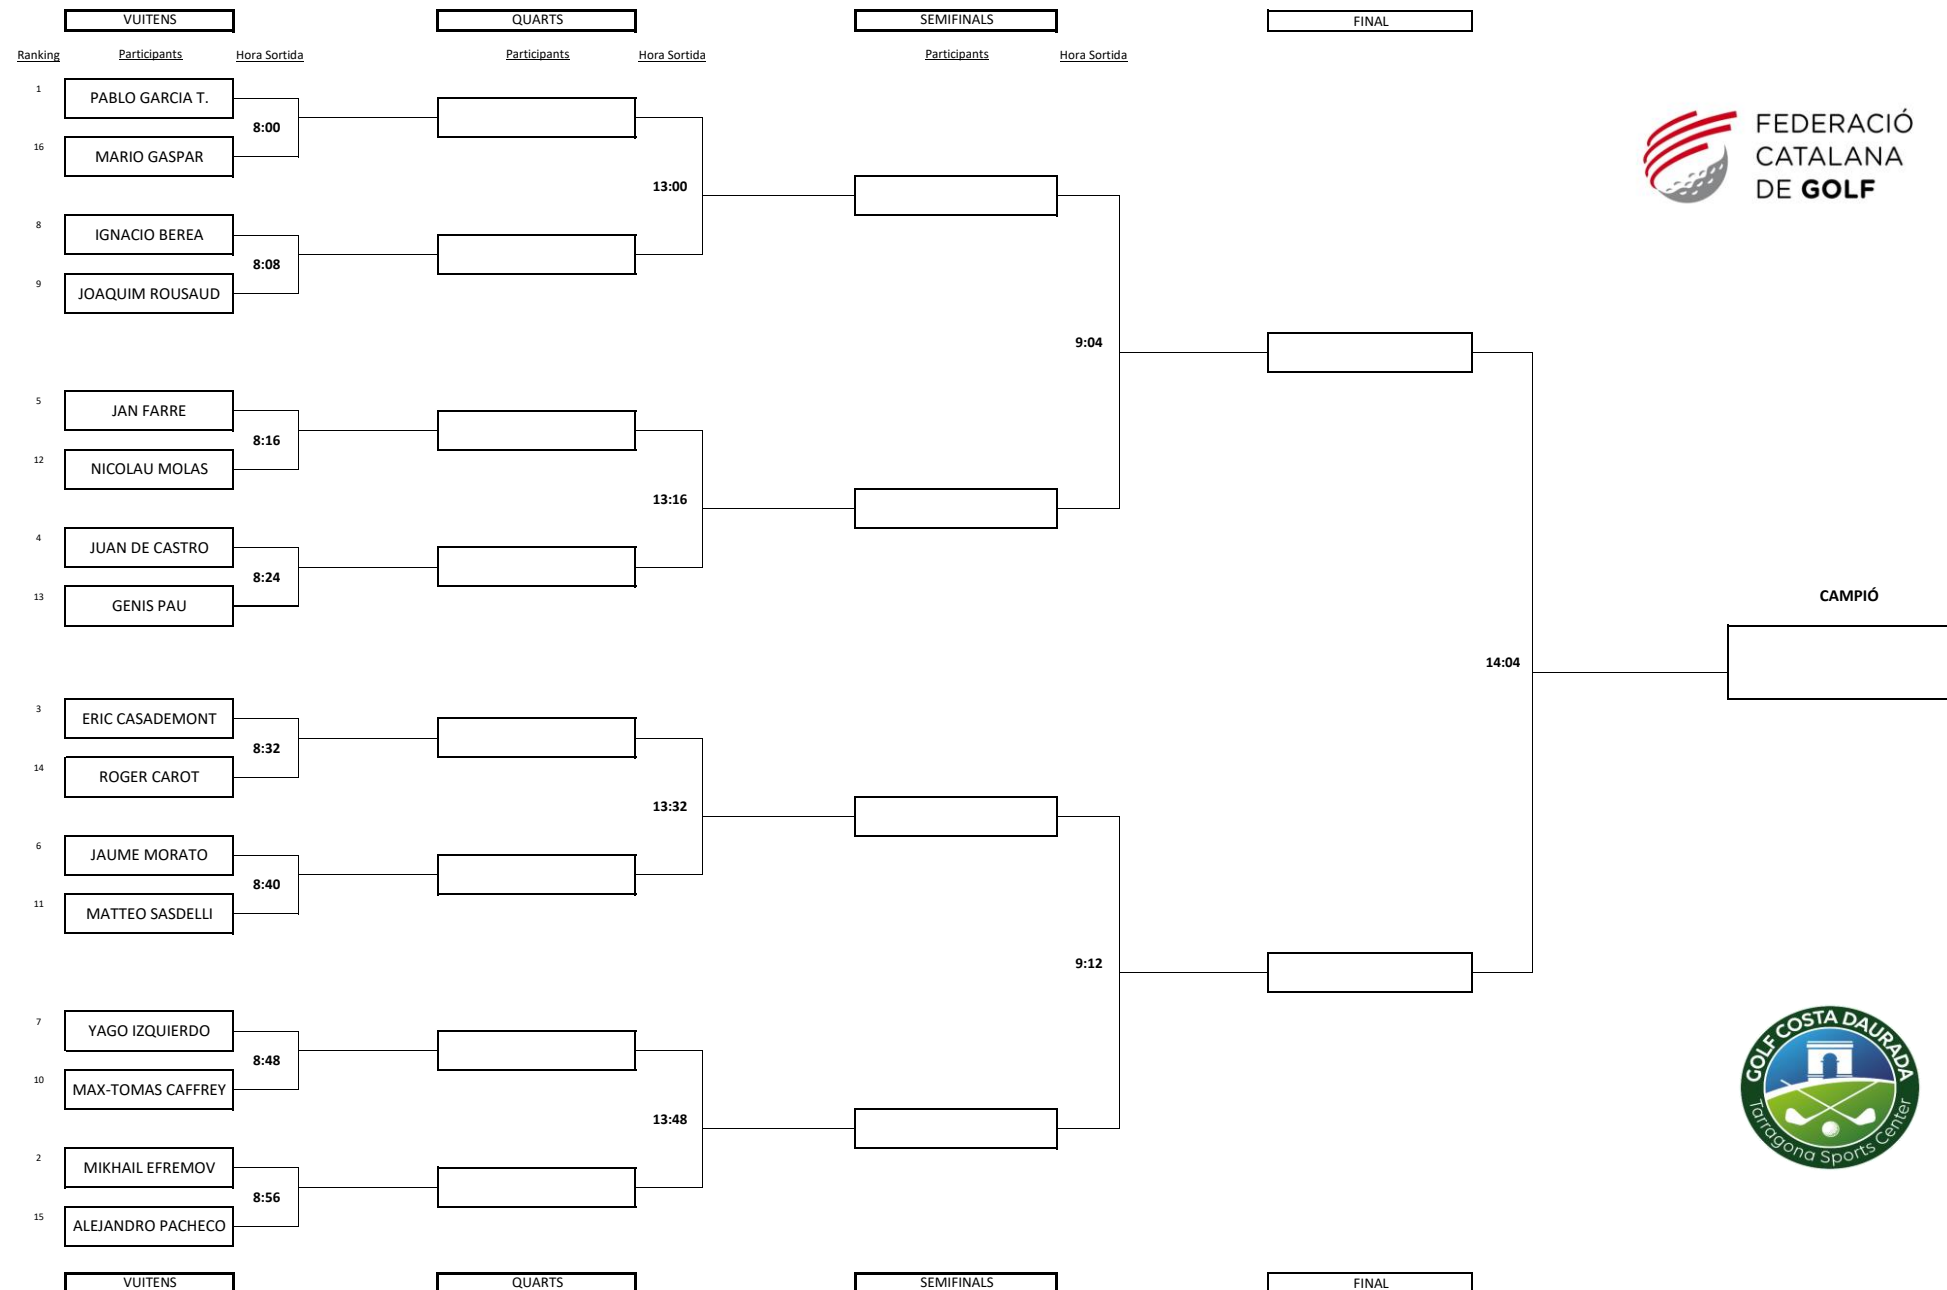 VUITENS QUARTS SEMIFINALS FINAL
Ranking Participants Hora Sortida Participants Hora Sortida Participants Hora Sortida
1 PABLO GARCIA T.
8:00
16 MARIO GASPAR
13:00
8 IGNACIO BEREA
8:08
9 JOAQUIM ROUSAUD
9:04
5 JAN FARRE
8:16
12 NICOLAU MOLAS
13:16
4 JUAN DE CASTRO
8:24
13 GENIS PAU
CAMPIÓ
14:04
3 ERIC CASADEMONT
8:32
14 ROGER CAROT
13:32
6 JAUME MORATO
8:40
11 MATTEO SASDELLI
9:12
7 YAGO IZQUIERDO
8:48
10 MAX-TOMAS CAFFREY
13:48
2 MIKHAIL EFREMOV
8:56
15 ALEJANDRO PACHECO
VUITENS QUARTS SEMIFINALS FINAL
FEDERACIÓ
CATALANA
DE GOLF
GOLF COSTA DAURADA
Tarragona Sports Center